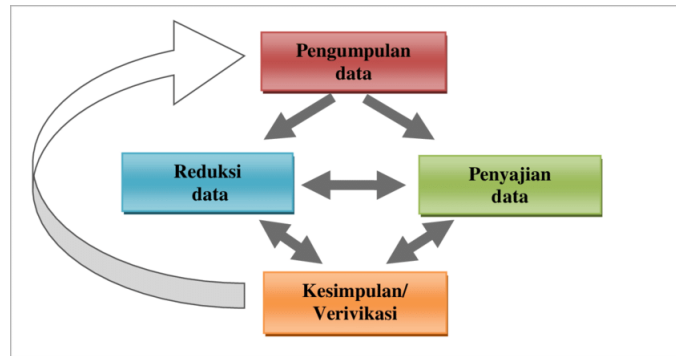 Pengumpulan
data
Reduksi
data
Penyajian
data
Kesimpulan/
Verivikasi